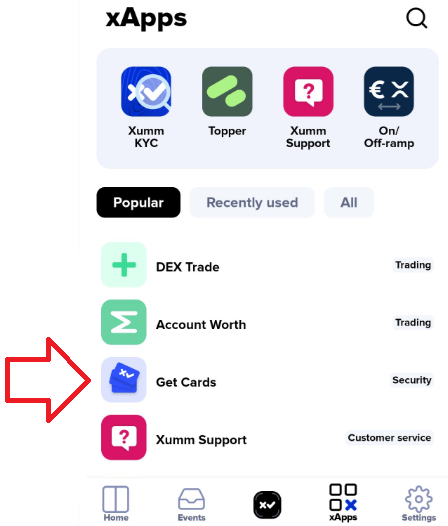 xApps
Xumm
KYC
Topper
Xumm
Support
On/
Off-ramp
Popular
Recently used
All
DEX Trade
Trading
Account Worth
Trading
Get Cards
Security
Xumm Support
Customer service
Home
Events
xApps
Settings